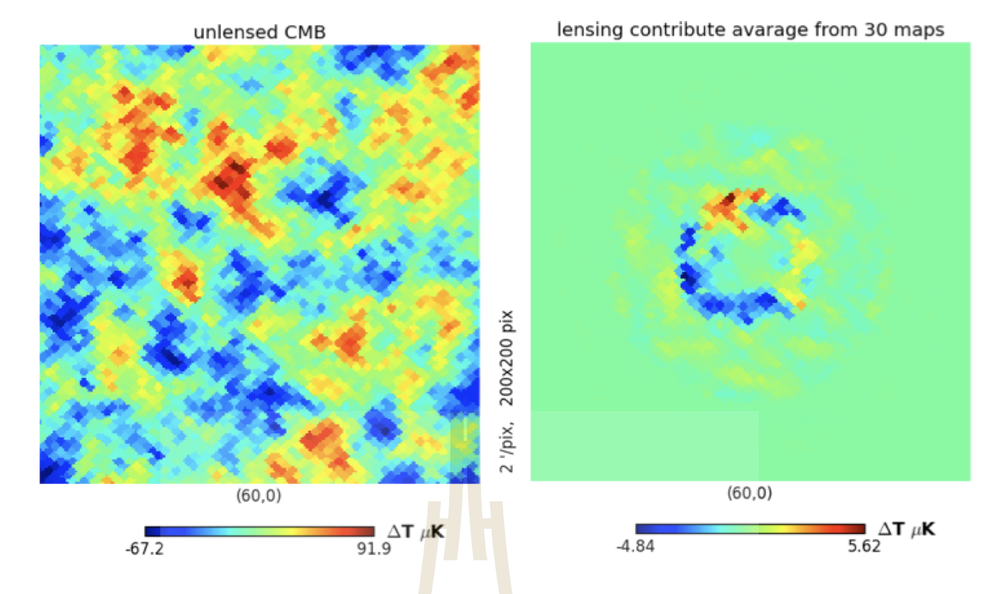 unlensed CMB
lensing contribute avarage from 30 maps
2 '/pix, 200x200 pix
(60,0)
(60,0)
ΔT μK
-67.2
91.9
ΔT μK
-4.84
5.62